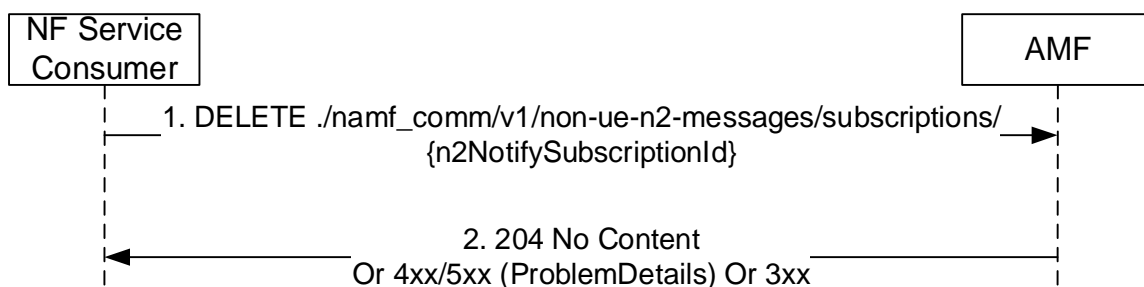 NF Service
Consumer
AMF
1. DELETE ./namf_comm/v1/non-ue-n2-messages/subscriptions/
{n2NotifySubscriptionId}
2. 204 No Content
Or 4xx/5xx (ProblemDetails) Or 3xx